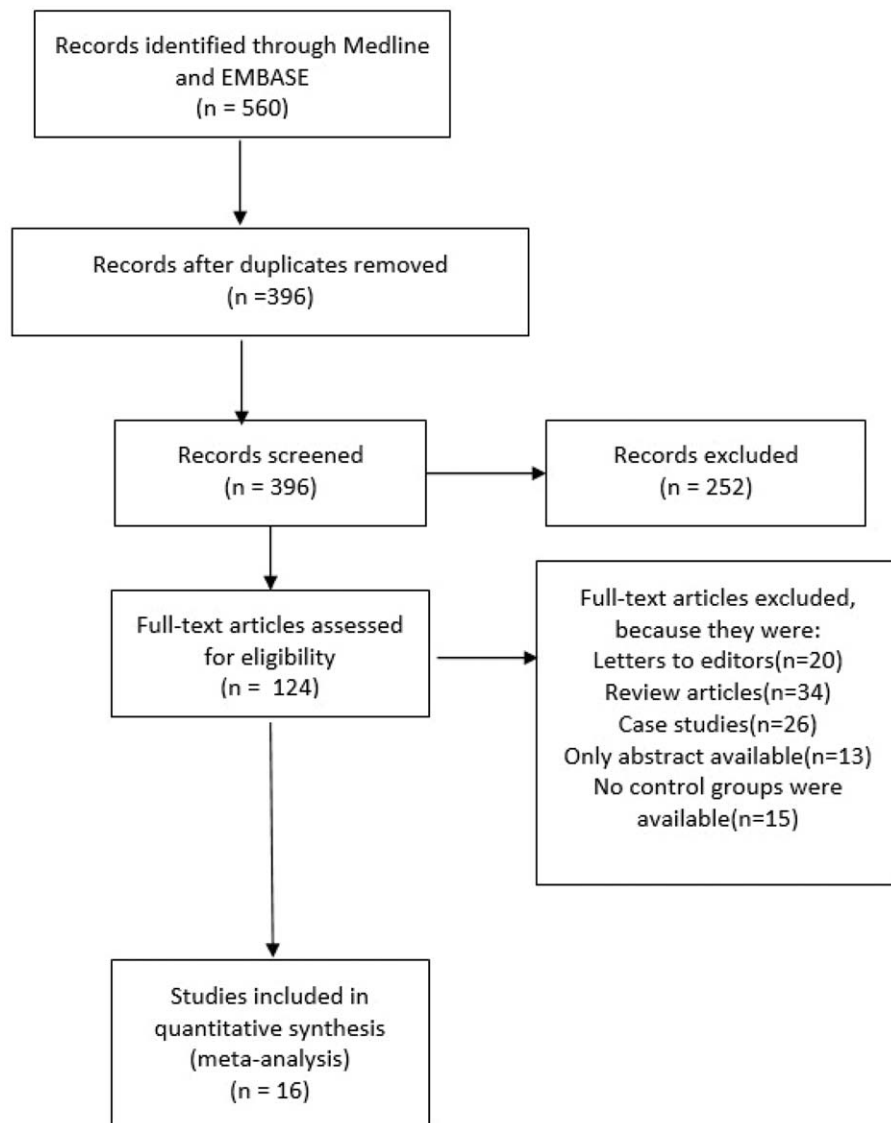 Records identified through Medline
and EMBASE
(n = 560)
Records after duplicates removed
(n =396)
Records screened
(n = 396)
Records excluded
(n = 252)
Full-text articles assessed
for eligibility
(n =  124)
Full-text articles excluded,
because they were:
Letters to editors(n=20)
Review articles(n=34)
Case studies(n=26)
Only abstract available(n=13)
No control groups were
available(n=15)
Studies included in
quantitative synthesis
(meta-analysis)
(n = 16)